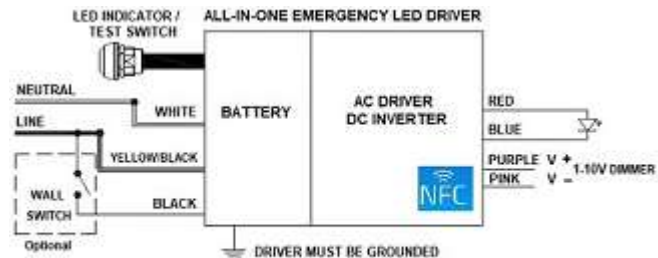 LED INDICATOR /
TEST SWITCH
ALL-IN-ONE EMERGENCY LED DRIVER
NEUTRAL
LINE
WHITE
YELLOW/BLACK
BLACK
WALL
SWITCH
Optional
BATTERY
AC DRIVER
DC INVERTER
NFC
RED
BLUE
PURPLE V +
PINK V –
1-10V DIMMER
DRIVER MUST BE GROUNDED